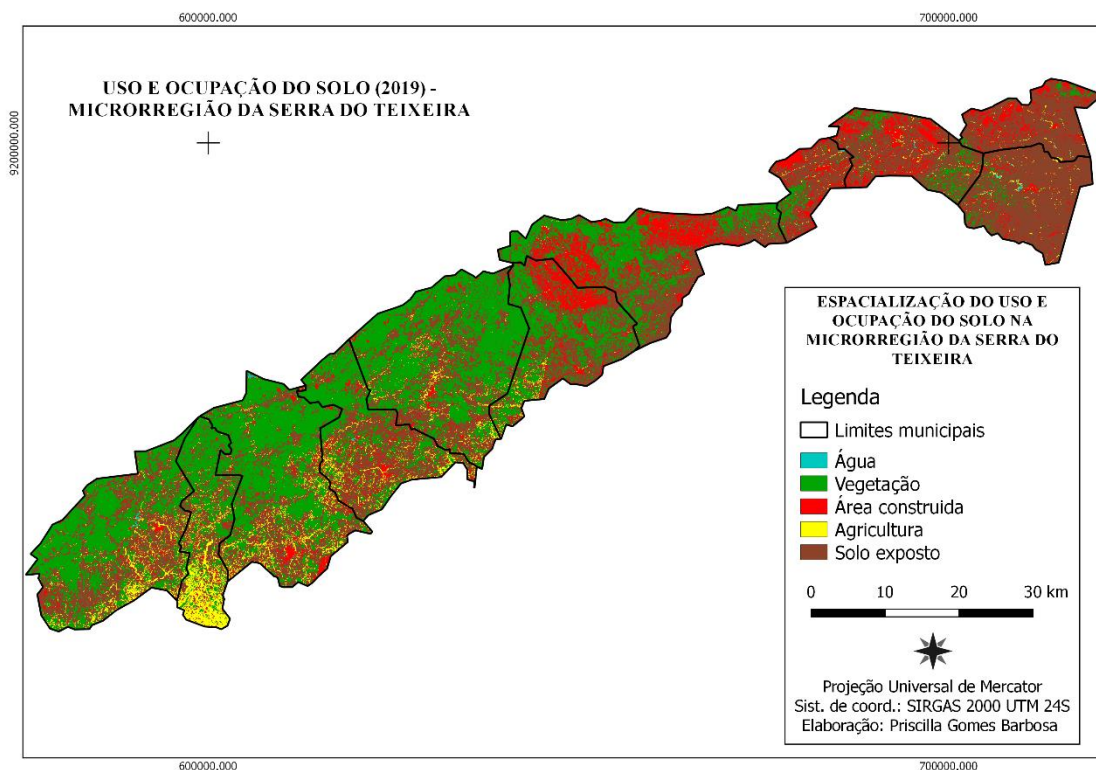 600000.000
700000.000
9200000.000
USO E OCUPAÇÃO DO SOLO (2019) -
MICRORREGIÃO DA SERRA DO TEIXEIRA
ESPACIALIZAÇÃO DO USO E
OCUPAÇÃO DO SOLO NA
MICRORREGIÃO DA SERRA DO
TEIXEIRA
Legenda
Limites municipais
Água
Vegetação
Área construida
Agricultura
Solo exposto
0 10 20 30 km
Projeção Universal de Mercator
Sist. de coord.: SIRGAS 2000 UTM 24S
Elaboração: Priscilla Gomes Barbosa
600000.000
700000.000